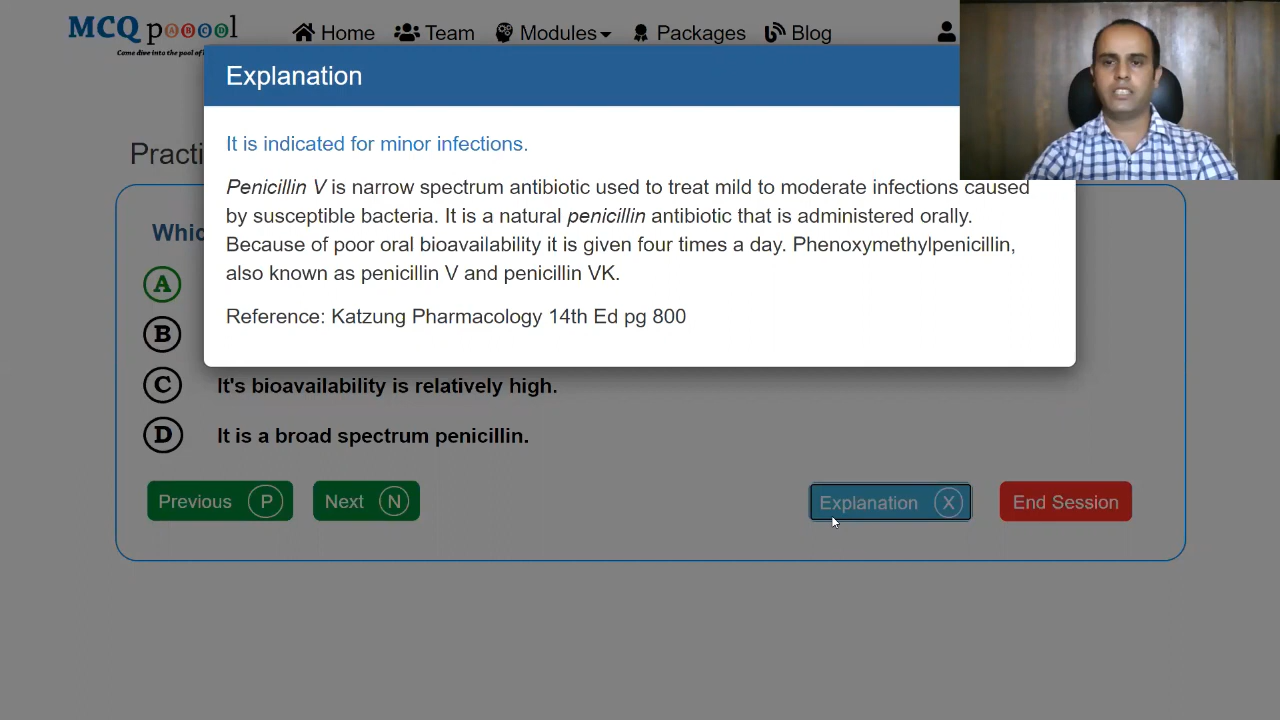 MCQ pooool
Home Team Modules Packages Blog
Explanation
It is indicated for minor infections.
Practi
Penicillin V is narrow spectrum antibiotic used to treat mild to moderate infections caused
by susceptible bacteria. It is a natural penicillin antibiotic that is administered orally.
Because of poor oral bioavailability it is given four times a day. Phenoxymethylpenicillin,
also known as penicillin V and penicillin VK.
Reference: Katzung Pharmacology 14th Ed pg 800
Whic
A
B
C It's bioavailability is relatively high.
D It is a broad spectrum penicillin.
Previous P Next N Explanation X End Session